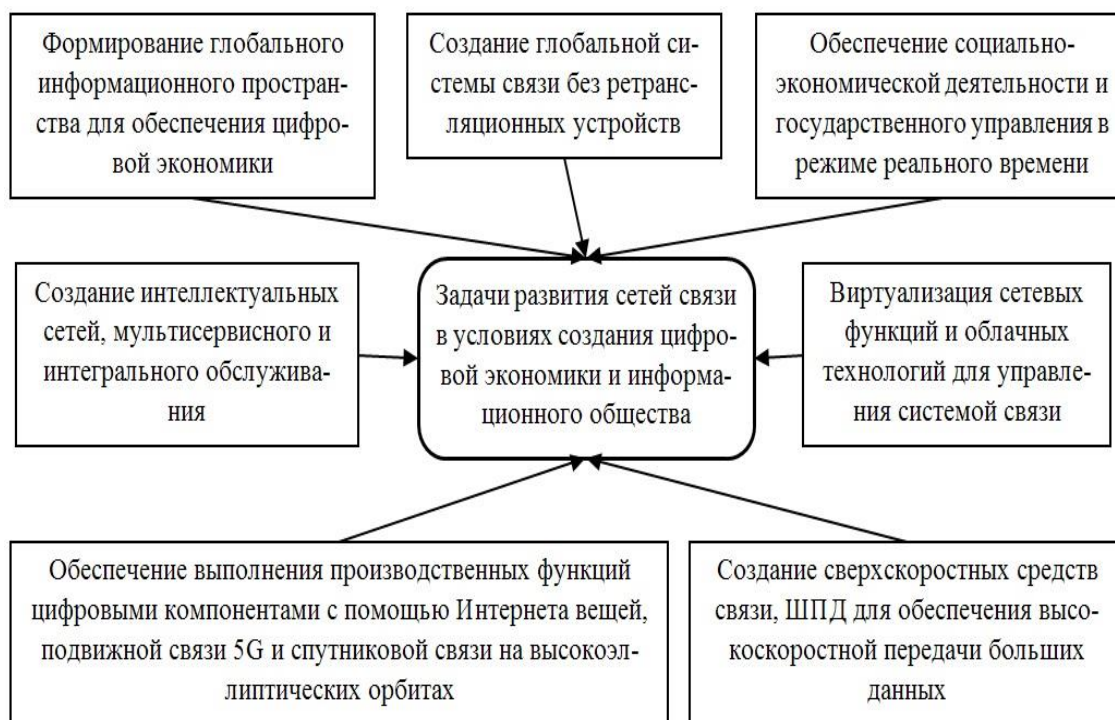 Формирование глобального
информационного простран-
ства для обеспечения цифро-
вой экономики
Создание глобальной си-
стемы связи без ретранс-
ляционных устройств
Обеспечение социально-
экономической деятельности и
государственного управления в
режиме реального времени
Создание интеллектуальных
сетей, мультисервисного и
интегрального обслужива-
ния
Задачи развития сетей связи
в условиях создания цифро-
вой экономики и информа-
ционного общества
Виртуализация сетевых
функций и облачных
технологий для управле-
ния системой связи
Обеспечение выполнения производственных функций
цифровыми компонентами с помощью Интернета вещей,
подвижной связи 5G и спутниковой связи на высокоэл-
липтических орбитах
Создание сверхскоростных средств
связи, ШПД для обеспечения высо-
коскоростной передачи больших
данных